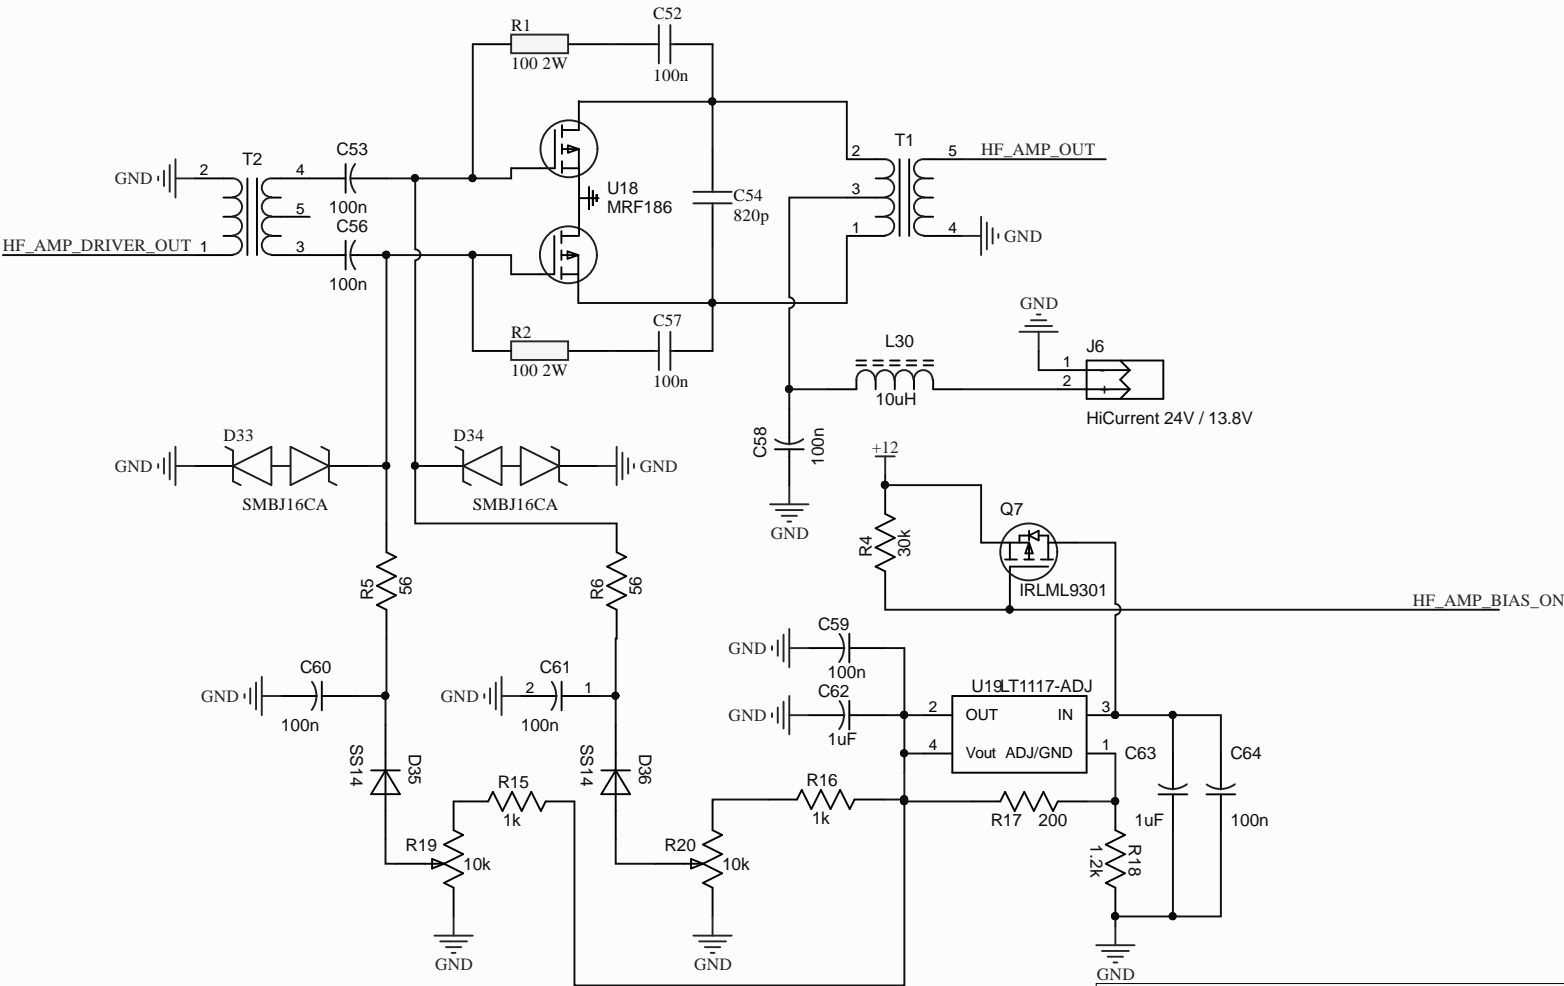 R1
100 2W
C52
100n
GND
2
T2
4
5
3
1
HF_AMP_DRIVER_OUT
C53
100n
C56
100n
U18
MRF186
C54
820p
2
3
1
T1
5
4
HF_AMP_OUT
GND
R2
100 2W
C57
100n
L30
10uH
GND
J6
1
2
-
+
HiCurrent 24V / 13.8V
C58
100n
GND
GND
D33
SMBJ16CA
D34
SMBJ16CA
GND
+12
R4
30k
Q7
IRLML9301
HF_AMP_BIAS_ON
R5
56
R6
56
GND
C60
100n
GND
2
C61
1
100n
GND
C59
100n
GND
C62
1uF
U19
LT1117-ADJ
2
OUT
IN
3
4
Vout
ADJ/GND
1
C63
1uF
C64
100n
SS14
D35
SS14
D36
R15
1k
R16
1k
R17
200
R19
10k
R20
10k
R18
1.2k
GND
GND
GND